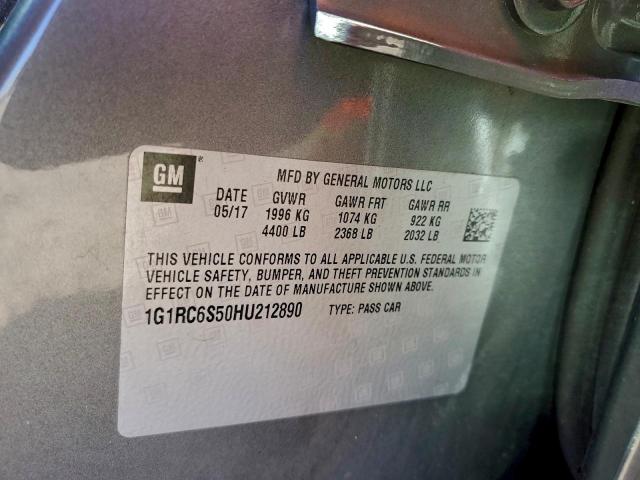 GM
MFD BY GENERAL MOTORS LLC
DATE GVWR GAWR FRT GAWR RR
05/17 1996 KG 1074 KG 922 KG
4400 LB 2368 LB 2032 LB
THIS VEHICLE CONFORMS TO ALL APPLICABLE U.S. FEDERAL MOTOR
VEHICLE SAFETY, BUMPER, AND THEFT PREVENTION STANDARDS IN
EFFECT ON THE DATE OF MANUFACTURE SHOWN ABOVE.
1G1RC6S50HU212890 TYPE: PASS CAR